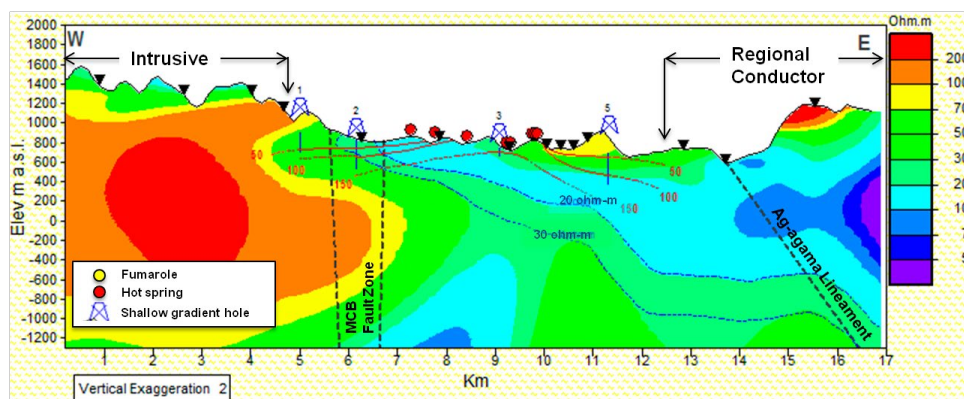 2000
1800
1600
1400
1200
1000
800
600
400
200
0
-200
-400
-600
-800
-1000
-1200
Elev m a.s.l.
W
Intrusive
E
Regional
Conductor
1
2
3
5
50
100
150
20 ohm-m
30 ohm-m
150
100
50
MCB
Fault Zone
Ag-agama Lineament
Fumarole
Hot spring
Shallow gradient hole
1 2 3 4 5 6 7 8 9 10 11 12 13 14 15 16 17
Km
Vertical Exaggeration 2
Ohm.m
200
100
70
50
30
20
10
7
5